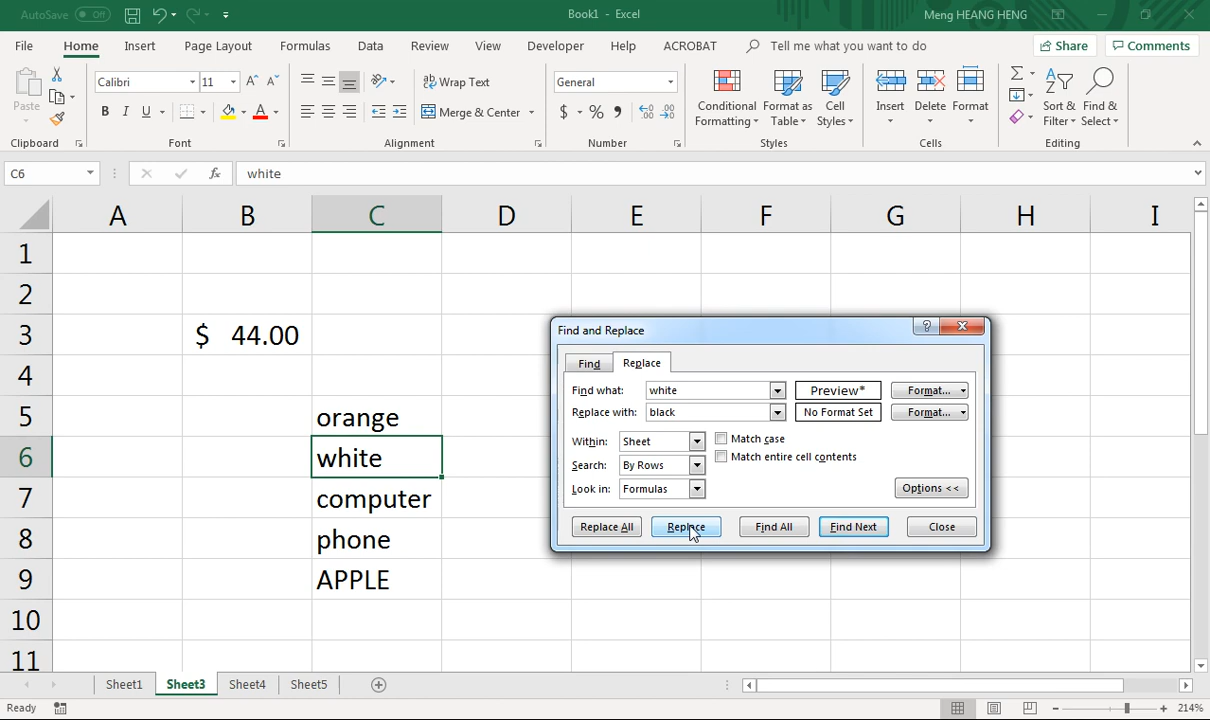 AutoSave Off Book1 - Excel Meng HEANG HENG
File Home Insert Page Layout Formulas Data Review View Developer Help ACROBAT Tell me what you want to do Share Comments
Paste
Calibri 11
B I U A
Wrap Text
Merge & Center
General
$ % ,
Conditional Formatting
Format as Table
Cell Styles
Insert Delete Format
Sort & Filter
Find & Select
Clipboard Font Alignment Number Styles Cells Editing
C6 fx white
A B C D E F G H I
1
2
3 $ 44.00
4
5 orange
6 white
7 computer
8 phone
9 APPLE
10
11
Find and Replace
Find Replace
Find what: white Preview* Format...
Replace with: black No Format Set Format...
Within: Sheet Match case
Match entire cell contents
Search: By Rows
Look in: Formulas Options <<
Replace All Replace Find All Find Next Close
Sheet1 Sheet3 Sheet4 Sheet5
Ready 214%